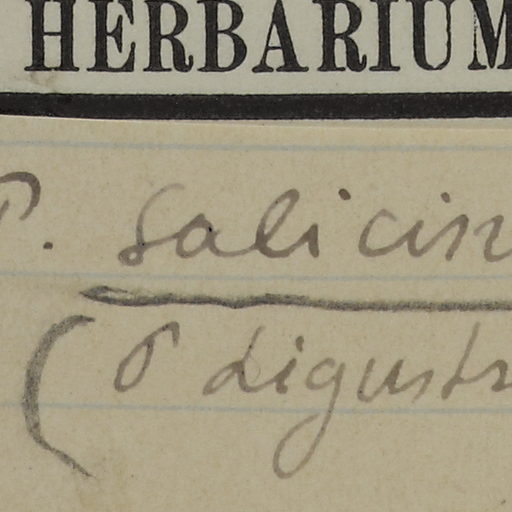 HERBARIUM
P. salicin
(P ligustr